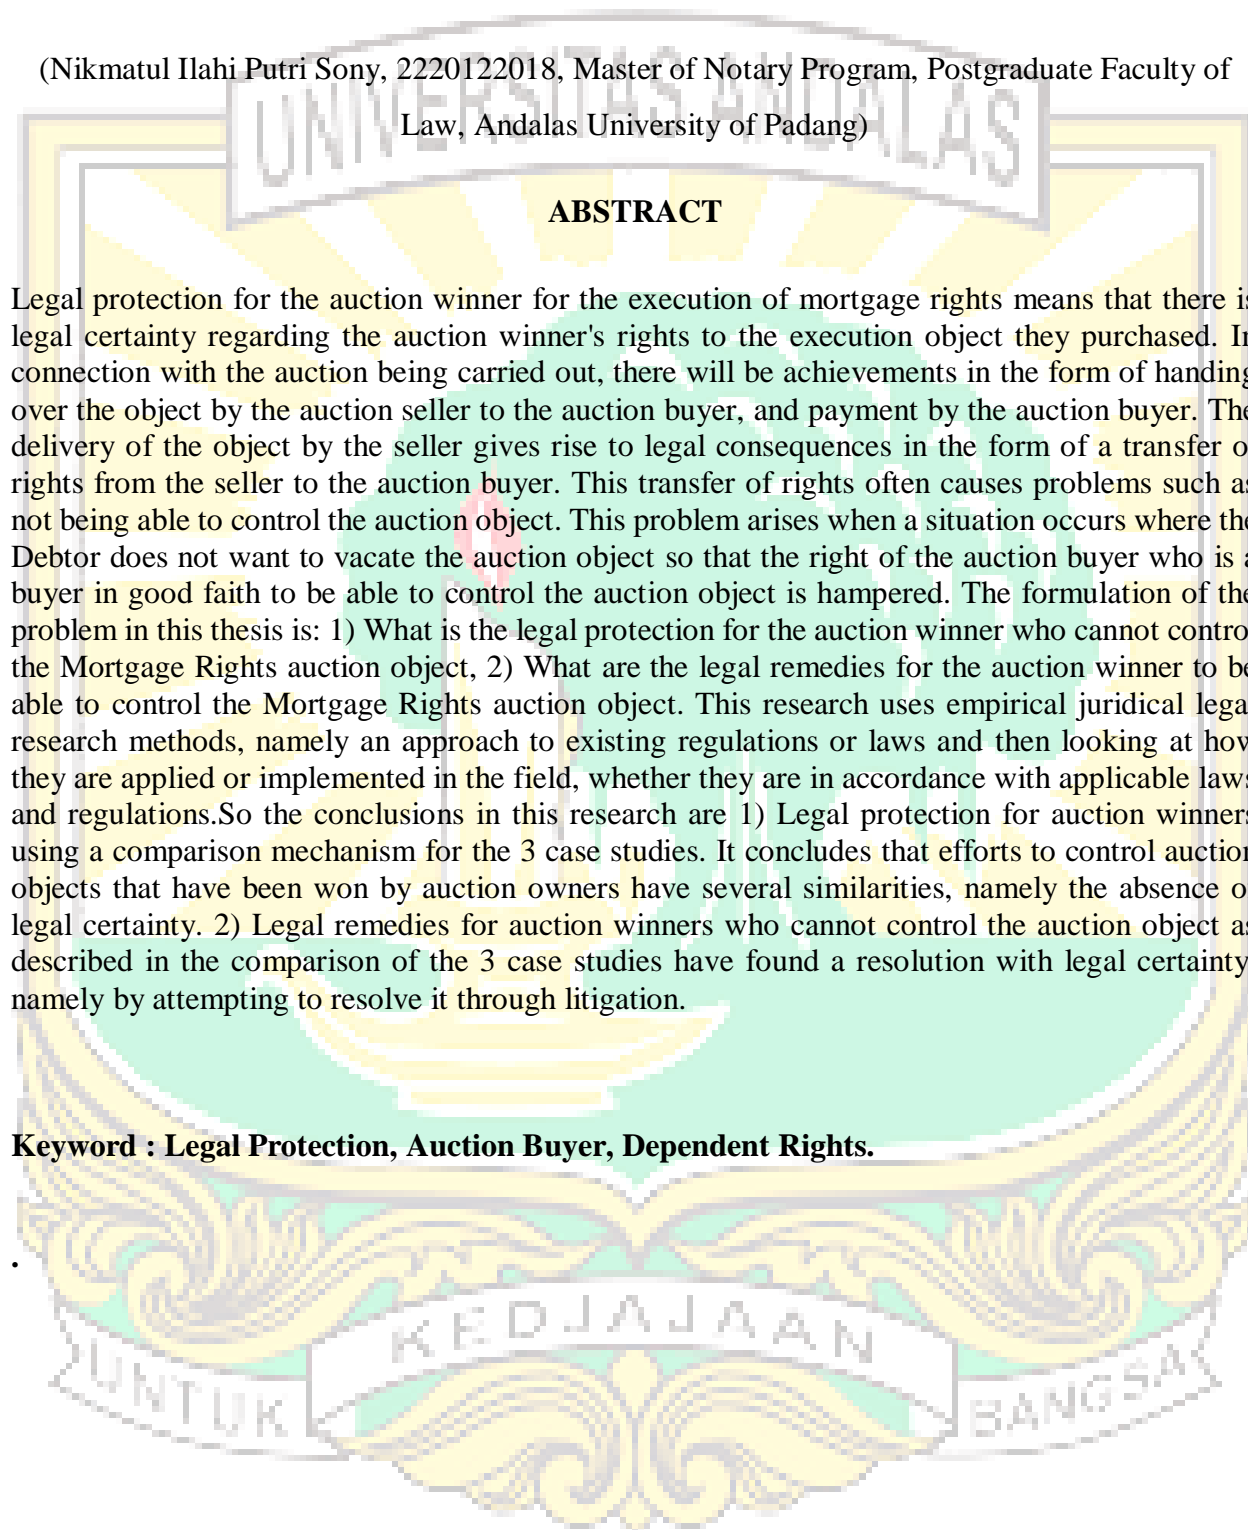 (Nikmatul Ilahi Putri Sony, 2220122018, Master of Notary Program, Postgraduate Faculty of
Law, Andalas University of Padang)
UNIVERSITAS ANDALAS
ABSTRACT
Legal protection for the auction winner for the execution of mortgage rights means that there is
legal certainty regarding the auction winner's rights to the execution object they purchased. In
connection with the auction being carried out, there will be achievements in the form of handing
over the object by the auction seller to the auction buyer, and payment by the auction buyer. The
delivery of the object by the seller gives rise to legal consequences in the form of a transfer of
rights from the seller to the auction buyer. This transfer of rights often causes problems such as
not being able to control the auction object. This problem arises when a situation occurs where the
Debtor does not want to vacate the auction object so that the right of the auction buyer who is a
buyer in good faith to be able to control the auction object is hampered. The formulation of the
problem in this thesis is: 1) What is the legal protection for the auction winner who cannot control
the Mortgage Rights auction object, 2) What are the legal remedies for the auction winner to be
able to control the Mortgage Rights auction object. This research uses empirical juridical legal
research methods, namely an approach to existing regulations or laws and then looking at how
they are applied or implemented in the field, whether they are in accordance with applicable laws
and regulations.So the conclusions in this research are 1) Legal protection for auction winners
using a comparison mechanism for the 3 case studies. It concludes that efforts to control auction
objects that have been won by auction owners have several similarities, namely the absence of
legal certainty. 2) Legal remedies for auction winners who cannot control the auction object as
described in the comparison of the 3 case studies have found a resolution with legal certainty,
namely by attempting to resolve it through litigation.
Keyword : Legal Protection, Auction Buyer, Dependent Rights.
.
UNTUK KEDJAJAAN BANGSA